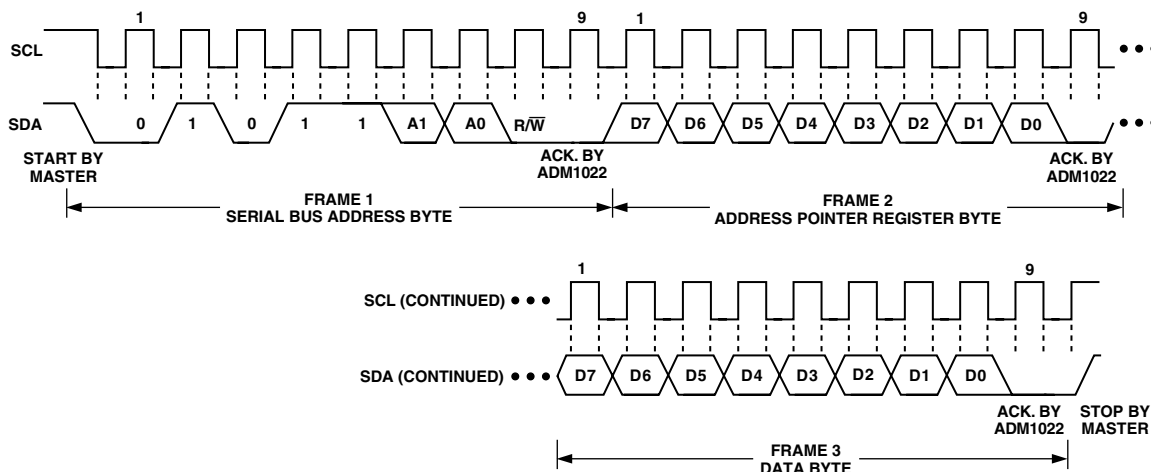 1 9 1 9
SCL
SDA 0 1 0 1 1 A1 A0 R/W̅ D7 D6 D5 D4 D3 D2 D1 D0
START BY
MASTER
ACK. BY
ADM1022
ACK. BY
ADM1022
FRAME 1
SERIAL BUS ADDRESS BYTE
FRAME 2
ADDRESS POINTER REGISTER BYTE
1 9
SCL (CONTINUED)
SDA (CONTINUED) D7 D6 D5 D4 D3 D2 D1 D0
ACK. BY
ADM1022
STOP BY
MASTER
FRAME 3
DATA BYTE